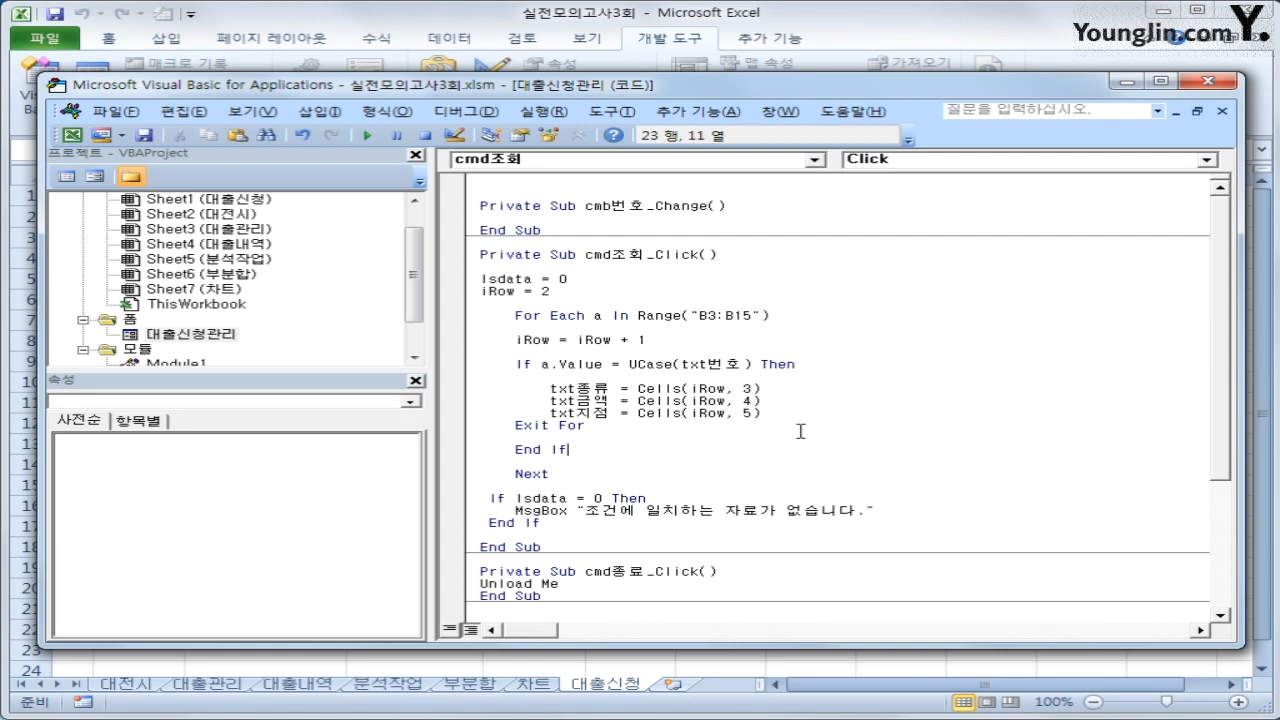 실전모의고사3회 - Microsoft Excel
YoungJin.com Y.
파일 홈 삽입 페이지 레이아웃 수식 데이터 검토 보기 개발 도구 추가 기능
매크로 기록 속성 맵 속성 가져오기
Microsoft Visual Basic for Applications - 실전모의고사3회.xlsm - [대출신청관리 (코드)]
파일(F) 편집(E) 보기(V) 삽입(I) 형식(O) 디버그(D) 실행(R) 도구(T) 추가 기능(A) 창(W) 도움말(H) 질문을 입력하십시오.
23 행, 11 열
프로젝트 - VBAProject
cmd조회 Click
Sheet1 (대출신청)
Sheet2 (대전시)
Sheet3 (대출관리)
Sheet4 (대출내역)
Sheet5 (분석작업)
Sheet6 (부분합)
Sheet7 (차트)
ThisWorkbook
폼
대출신청관리
모듈
Module1
속성
사전순 항목별
Private Sub cmb번호_Change()
End Sub
Private Sub cmd조회_Click()
Isdata = 0
iRow = 2
For Each a In Range("B3:B15")
iRow = iRow + 1
If a.Value = UCase(txt번호) Then
txt종류 = Cells(iRow, 3)
txt금액 = Cells(iRow, 4)
txt지점 = Cells(iRow, 5)
Exit For
End If
Next
If Isdata = 0 Then
MsgBox "조건에 일치하는 자료가 없습니다."
End If
End Sub
Private Sub cmd종료_Click()
Unload Me
End Sub
23
24
대전시 대출관리 대출내역 분석작업 부분합 차트 대출신청
준비 100%